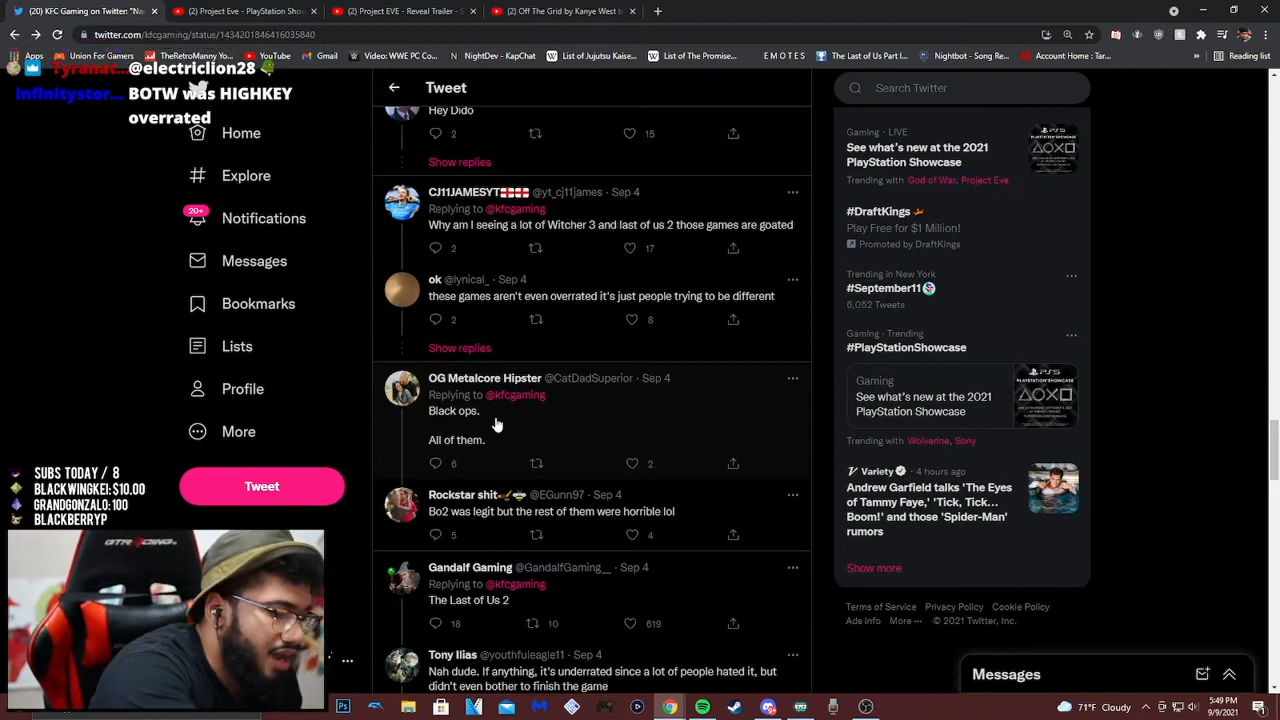 (2) KFC Gaming on Twitter: "Nam
Project Eve - PlayStation Show
(2) Project EVE - Reveal Trailer -
(2) Off The Grid by Kanye West b
twitter.com/kfcgaming/status/1434201846416035840
Apps
Union For Gamers
TheRetroManny Yo
YouTube
Gmail
Video: WWE PC Con
NightDev - KapChat
List of Jujutsu Kais
List of My Hero Aca
Nightbot - Song Re
Account Home - Tar
Reading list
Tyranat... @electriclion28
infinitystor... BOTW was HIGHKEY
overrated
Home
Explore
20+
Notifications
Messages
Bookmarks
Lists
Profile
More
Tweet
SUBS TODAY / 8
BLACKWINGKEI: $10.00
GRANDGONZALO: 100
BLACKBERRYP
GTRACING
Tweet
Hey Dido
2
15
Show replies
CJ11JAMESYT @yt_cj11james · Sep 4
Replying to @kfcgaming
Why am I seeing a lot of Witcher 3 and last of us 2 those games are goated
2
17
ok @lynical_ · Sep 4
these games aren't even overrated it's just people trying to be different
2
8
Show replies
OG Metalcore Hipster @CatDadSuperior · Sep 4
Replying to @kfcgaming
Black ops.
All of them.
6
2
Rockstar shit @EGunn97 · Sep 4
Bo2 was legit but the rest of them were horrible lol
5
4
Gandalf Gaming @GandalfGaming__ · Sep 4
Replying to @kfcgaming
The Last of Us 2
18
10
619
Tony Ilias @youthfuleagle11 · Sep 4
Nah dude. If anything, it's underrated since a lot of people hated it, but
didn't even bother to finish the game
Search Twitter
Gaming · LIVE
See what's new at the 2021
PlayStation Showcase
Trending with God of War, Project Eve
#DraftKings
Play Free for $1 Million!
Promoted by DraftKings
Trending in New York
#September11
6,052 Tweets
Gaming · Trending
#PlayStationShowcase
Gaming
See what's new at the 2021
PlayStation Showcase
Trending with Wolverine, Sony
Variety · 4 hours ago
Andrew Garfield talks 'The Eyes
of Tammy Faye,' 'Tick, Tick...
Boom!' and those 'Spider-Man'
rumors
Show more
Terms of Service Privacy Policy Cookie Policy
Ads info More ··· © 2021 Twitter, Inc.
Messages
71°F Cloudy
5:49 PM
9/9/2021